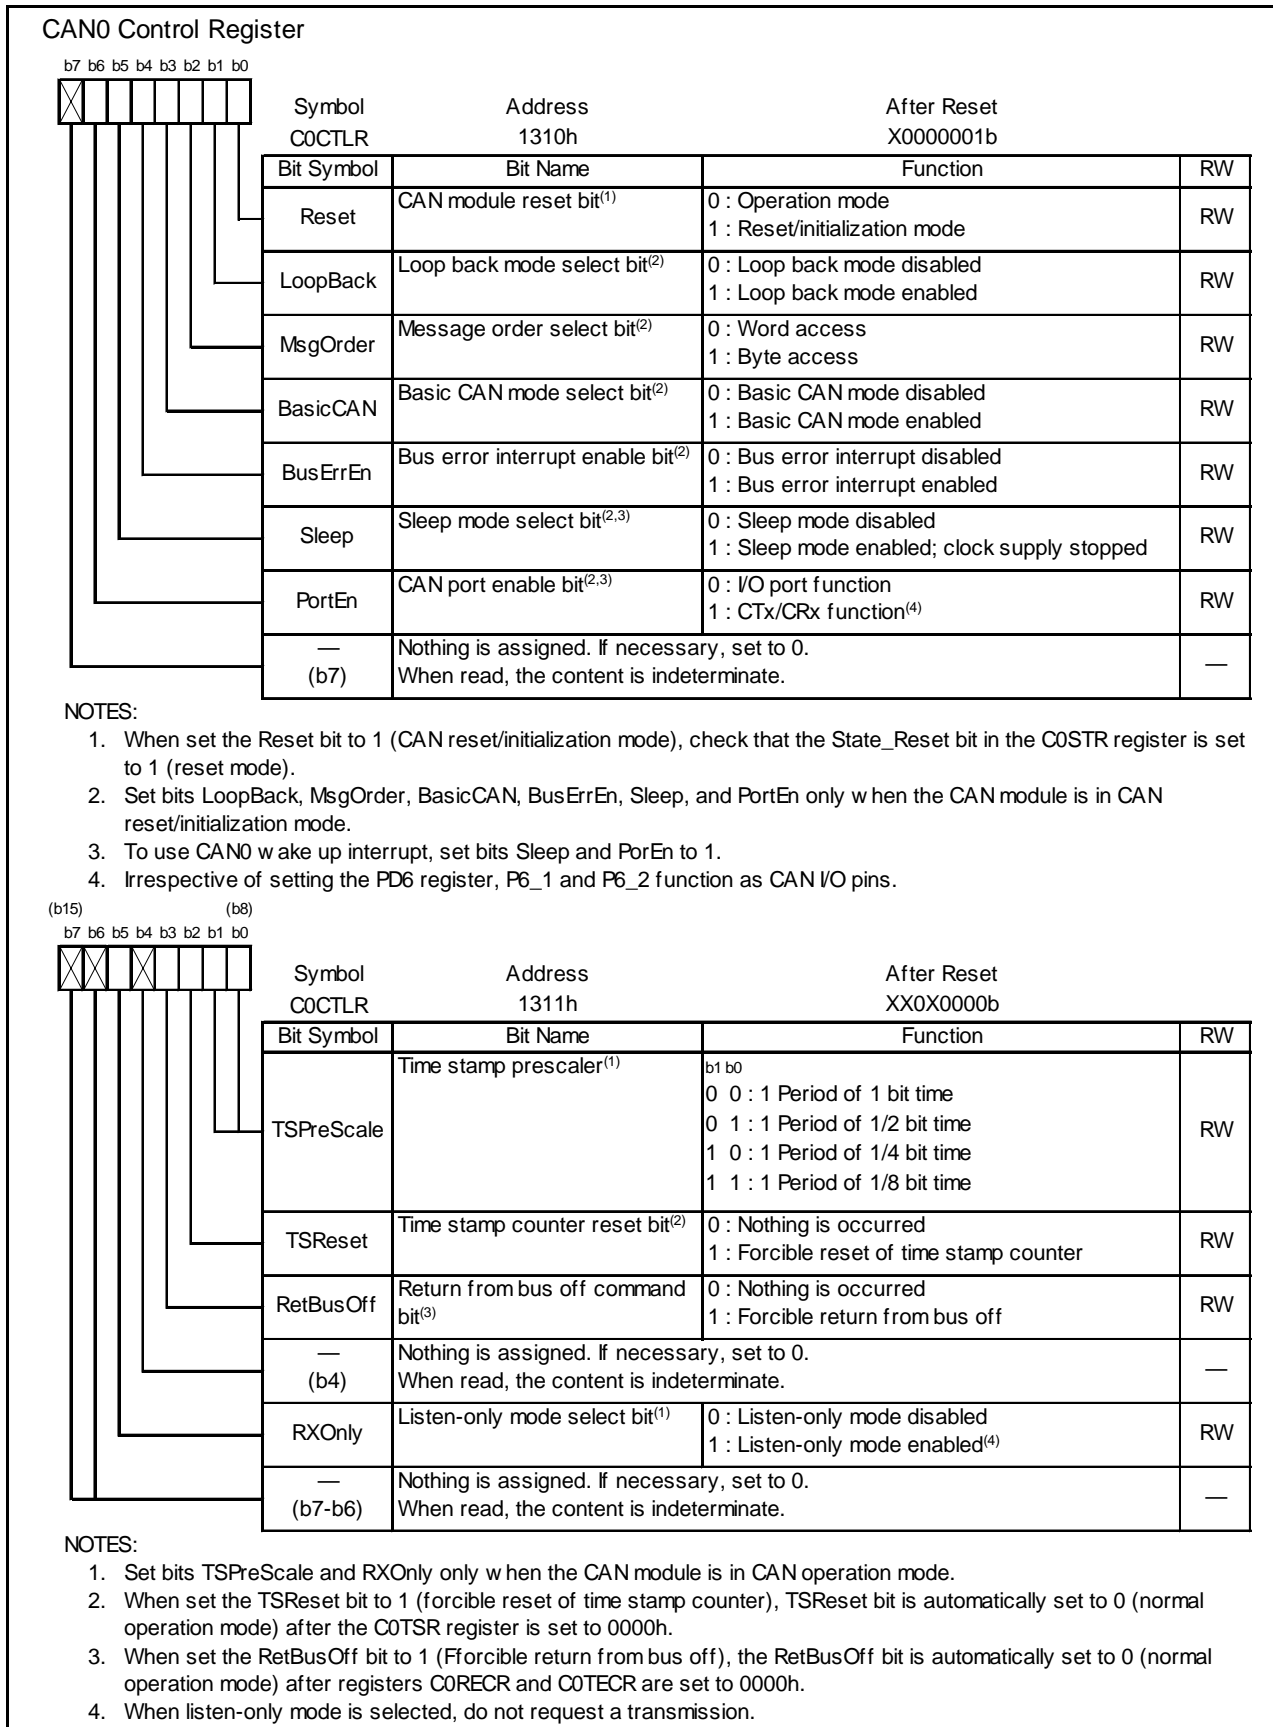 CAN0 Control Register
b7 b6 b5 b4 b3 b2 b1 b0
Symbol Address After Reset
C0CTLR 1310h X0000001b
Bit Symbol Bit Name Function RW
Reset CAN module reset bit(1) 0 : Operation mode RW
1 : Reset/initialization mode
LoopBack Loop back mode select bit(2) 0 : Loop back mode disabled RW
1 : Loop back mode enabled
MsgOrder Message order select bit(2) 0 : Word access RW
1 : Byte access
BasicCAN Basic CAN mode select bit(2) 0 : Basic CAN mode disabled RW
1 : Basic CAN mode enabled
BusErrEn Bus error interrupt enable bit(2) 0 : Bus error interrupt disabled RW
1 : Bus error interrupt enabled
Sleep Sleep mode select bit(2,3) 0 : Sleep mode disabled RW
1 : Sleep mode enabled; clock supply stopped
PortEn CAN port enable bit(2,3) 0 : I/O port function RW
1 : CTx/CRx function(4)
— Nothing is assigned. If necessary, set to 0. —
(b7) When read, the content is indeterminate.
NOTES:
1. When set the Reset bit to 1 (CAN reset/initialization mode), check that the State_Reset bit in the C0STR register is set
to 1 (reset mode).
2. Set bits LoopBack, MsgOrder, BasicCAN, BusErrEn, Sleep, and PortEn only when the CAN module is in CAN
reset/initialization mode.
3. To use CAN0 wake up interrupt, set bits Sleep and PorEn to 1.
4. Irrespective of setting the PD6 register, P6_1 and P6_2 function as CAN I/O pins.
(b15) (b8)
b7 b6 b5 b4 b3 b2 b1 b0
Symbol Address After Reset
C0CTLR 1311h XX0X0000b
Bit Symbol Bit Name Function RW
TSPreScale Time stamp prescaler(1) b1 b0 RW
0 0 : 1 Period of 1 bit time
0 1 : 1 Period of 1/2 bit time
1 0 : 1 Period of 1/4 bit time
1 1 : 1 Period of 1/8 bit time
TSReset Time stamp counter reset bit(2) 0 : Nothing is occurred RW
1 : Forcible reset of time stamp counter
RetBusOff Return from bus off command 0 : Nothing is occurred RW
bit(3) 1 : Forcible return from bus off
— Nothing is assigned. If necessary, set to 0. —
(b4) When read, the content is indeterminate.
RXOnly Listen-only mode select bit(1) 0 : Listen-only mode disabled RW
1 : Listen-only mode enabled(4)
— Nothing is assigned. If necessary, set to 0. —
(b7-b6) When read, the content is indeterminate.
NOTES:
1. Set bits TSPreScale and RXOnly only when the CAN module is in CAN operation mode.
2. When set the TSReset bit to 1 (forcible reset of time stamp counter), TSReset bit is automatically set to 0 (normal
operation mode) after the C0TSR register is set to 0000h.
3. When set the RetBusOff bit to 1 (Fforcible return from bus off), the RetBusOff bit is automatically set to 0 (normal
operation mode) after registers C0RECR and C0TECR are set to 0000h.
4. When listen-only mode is selected, do not request a transmission.